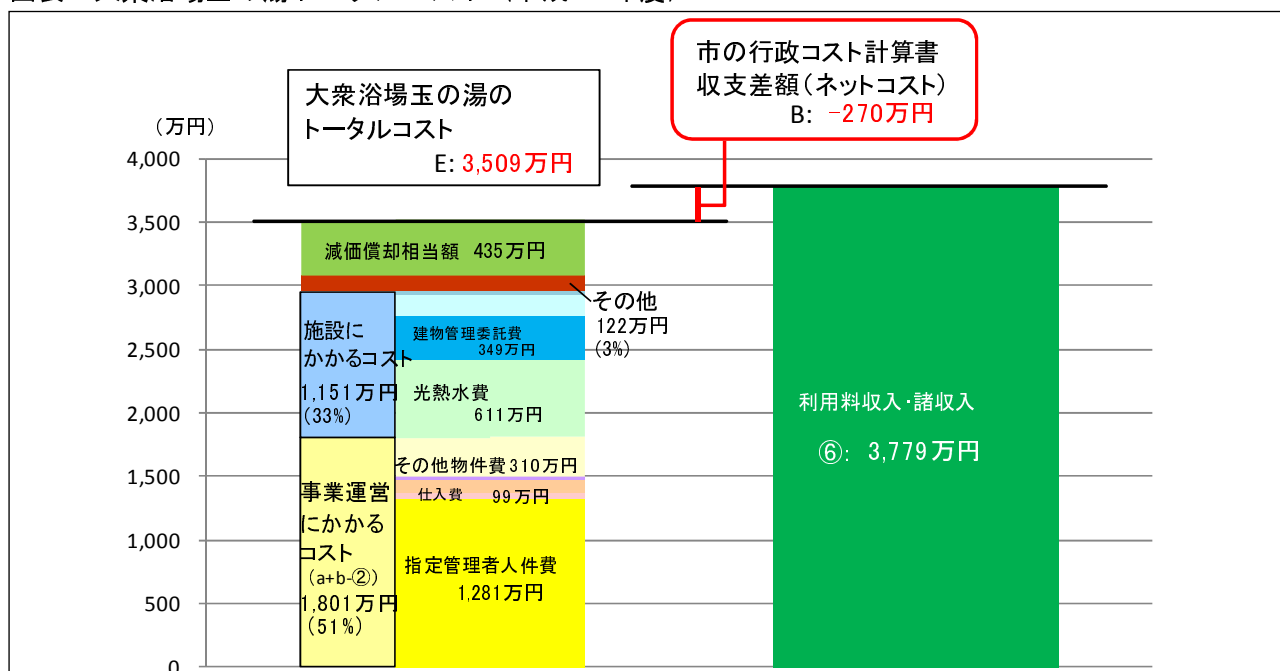 市の行政コスト計算書
収支差額(ネットコスト)
B: -270万円
大衆浴場玉の湯の
トータルコスト
E: 3,509万円
(万円)
4,000
3,500
3,000
2,500
2,000
1,500
1,000
500
0
減価償却相当額 435万円
その他
122万円
(3%)
施設に
かかるコスト
1,151万円
(33%)
建物管理委託費
349万円
光熱水費
611万円
その他物件費310万円
仕入費 99万円
事業運営
にかかる
コスト
(a+b-②)
1,801万円
(51%)
指定管理者人件費
1,281万円
利用料収入・諸収入
⑥: 3,779万円